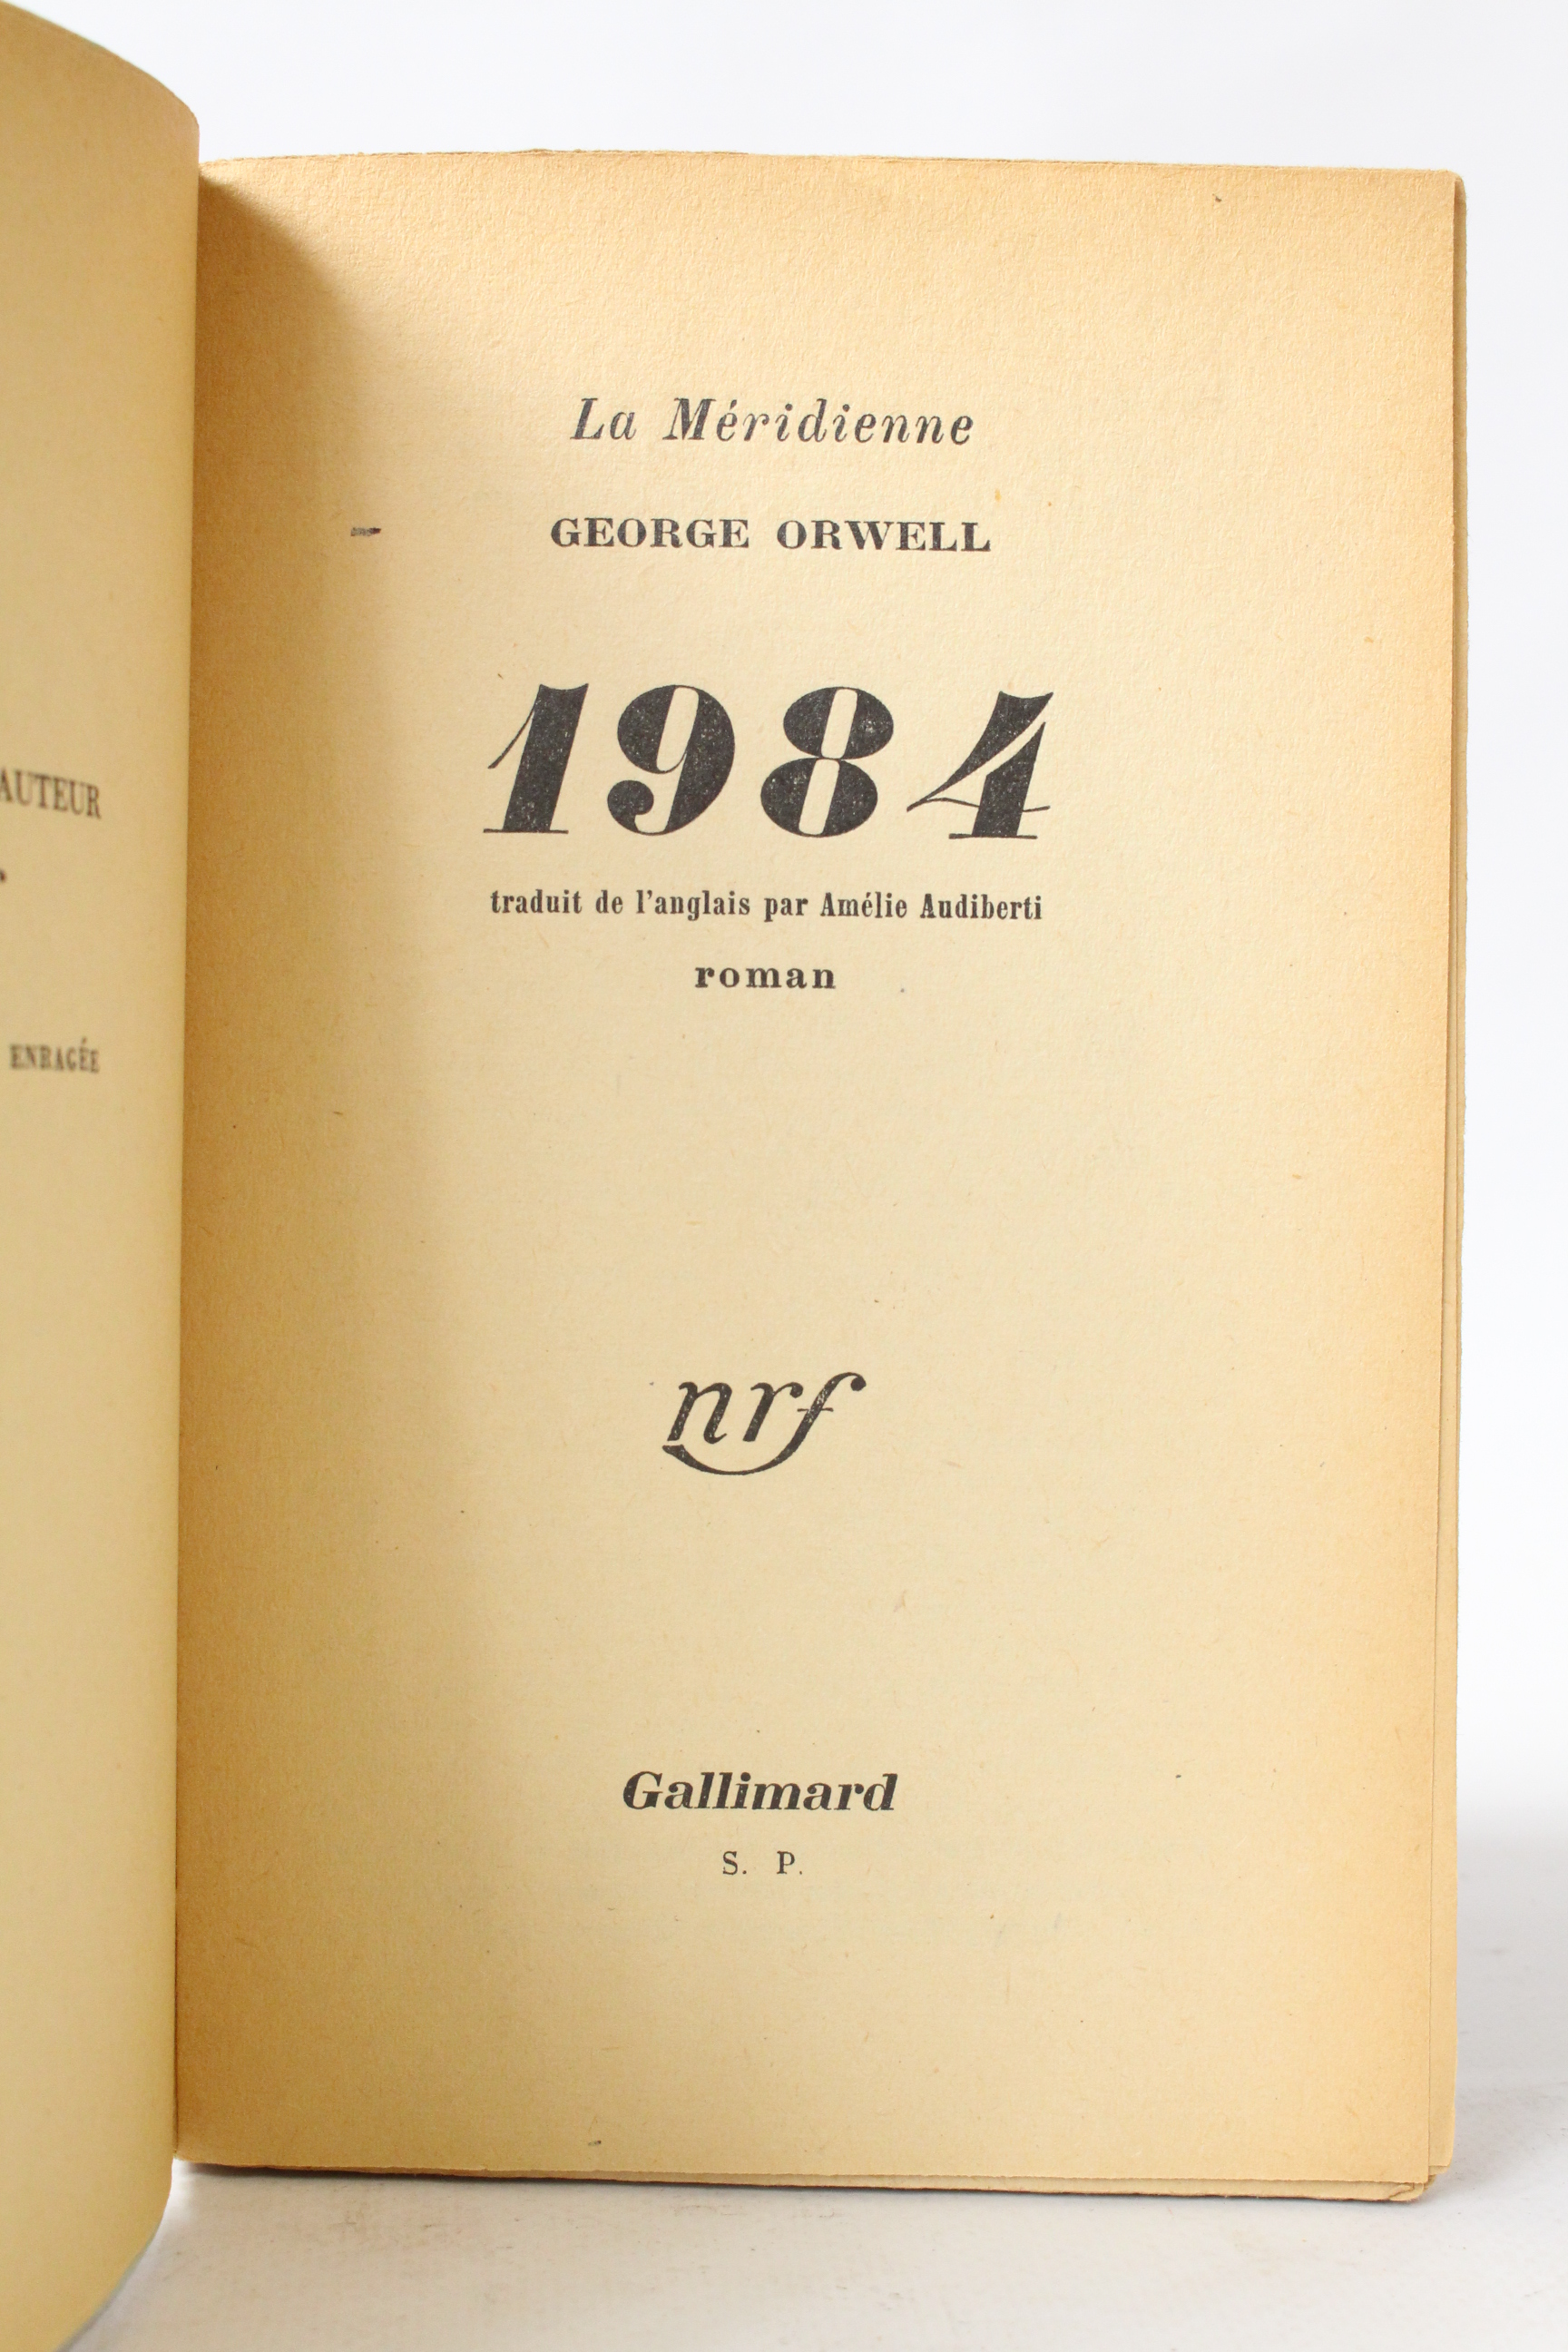 AUTEUR
ENRAGÉE
La Méridienne
GEORGE ORWELL
1984
traduit de l'anglais par Amélie Audiberti
roman
nrf
Gallimard
S. P.